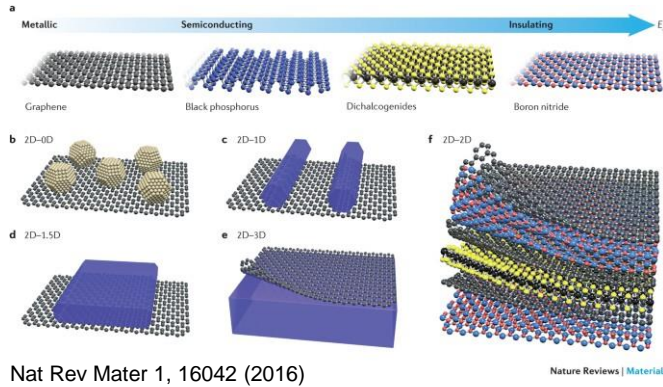 a
Metallic Semiconducting Insulating E
Graphene Black phosphorus Dichalcogenides Boron nitride
b 2D–0D c 2D–1D f 2D–2D
d 2D–1.5D e 2D–3D
Nat Rev Mater 1, 16042 (2016)
Nature Reviews | Material